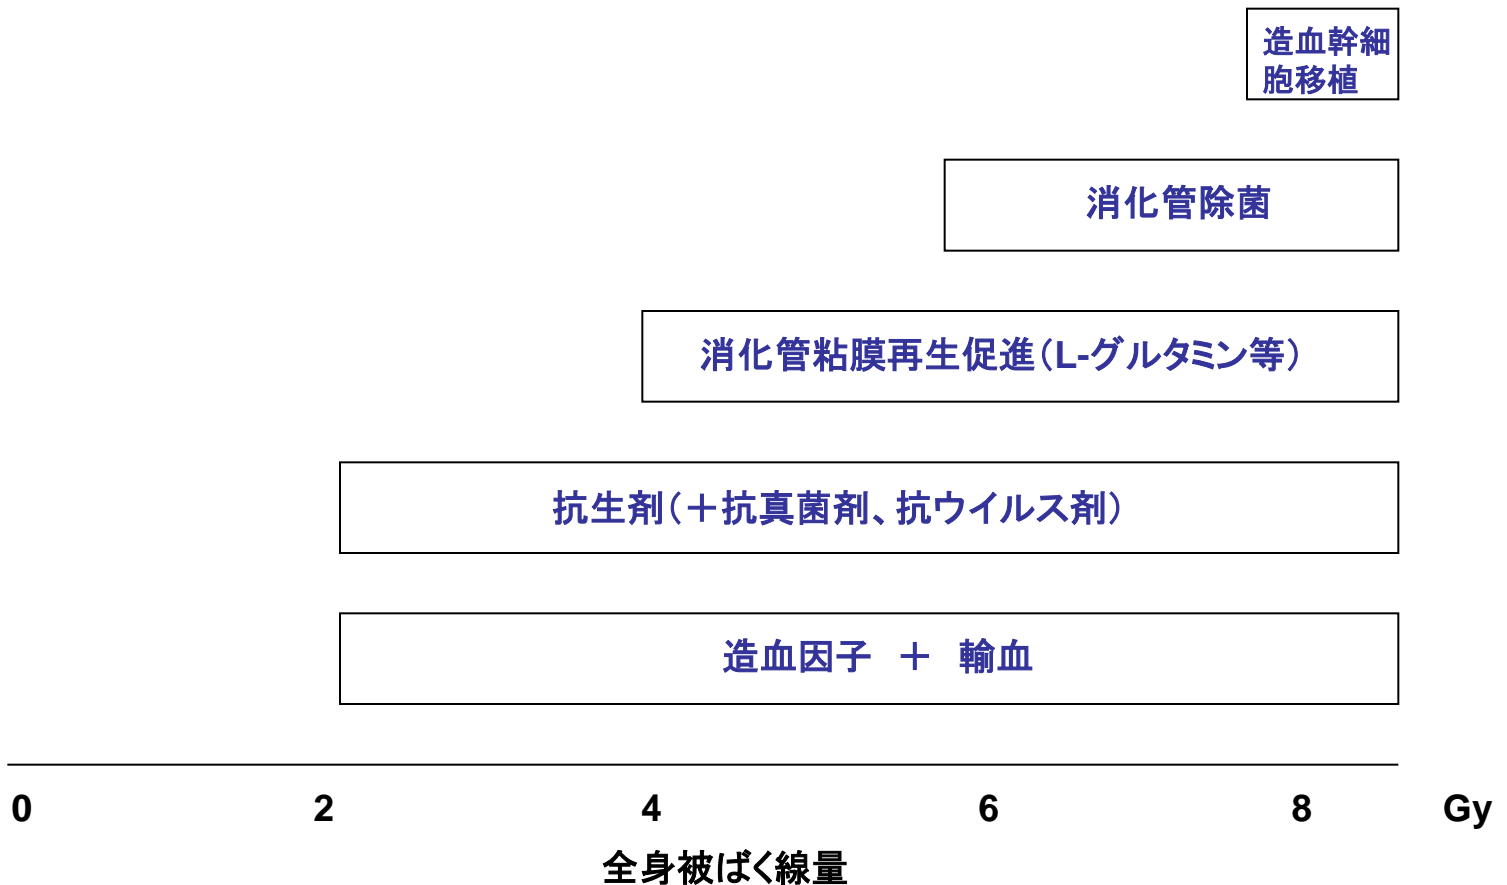 造血幹細
胞移植
消化管除菌
消化管粘膜再生促進（L-グルタミン等）
抗生剤（＋抗真菌剤、抗ウイルス剤）
造血因子　＋　輸血
0 2 4 6 8 Gy
全身被ばく線量